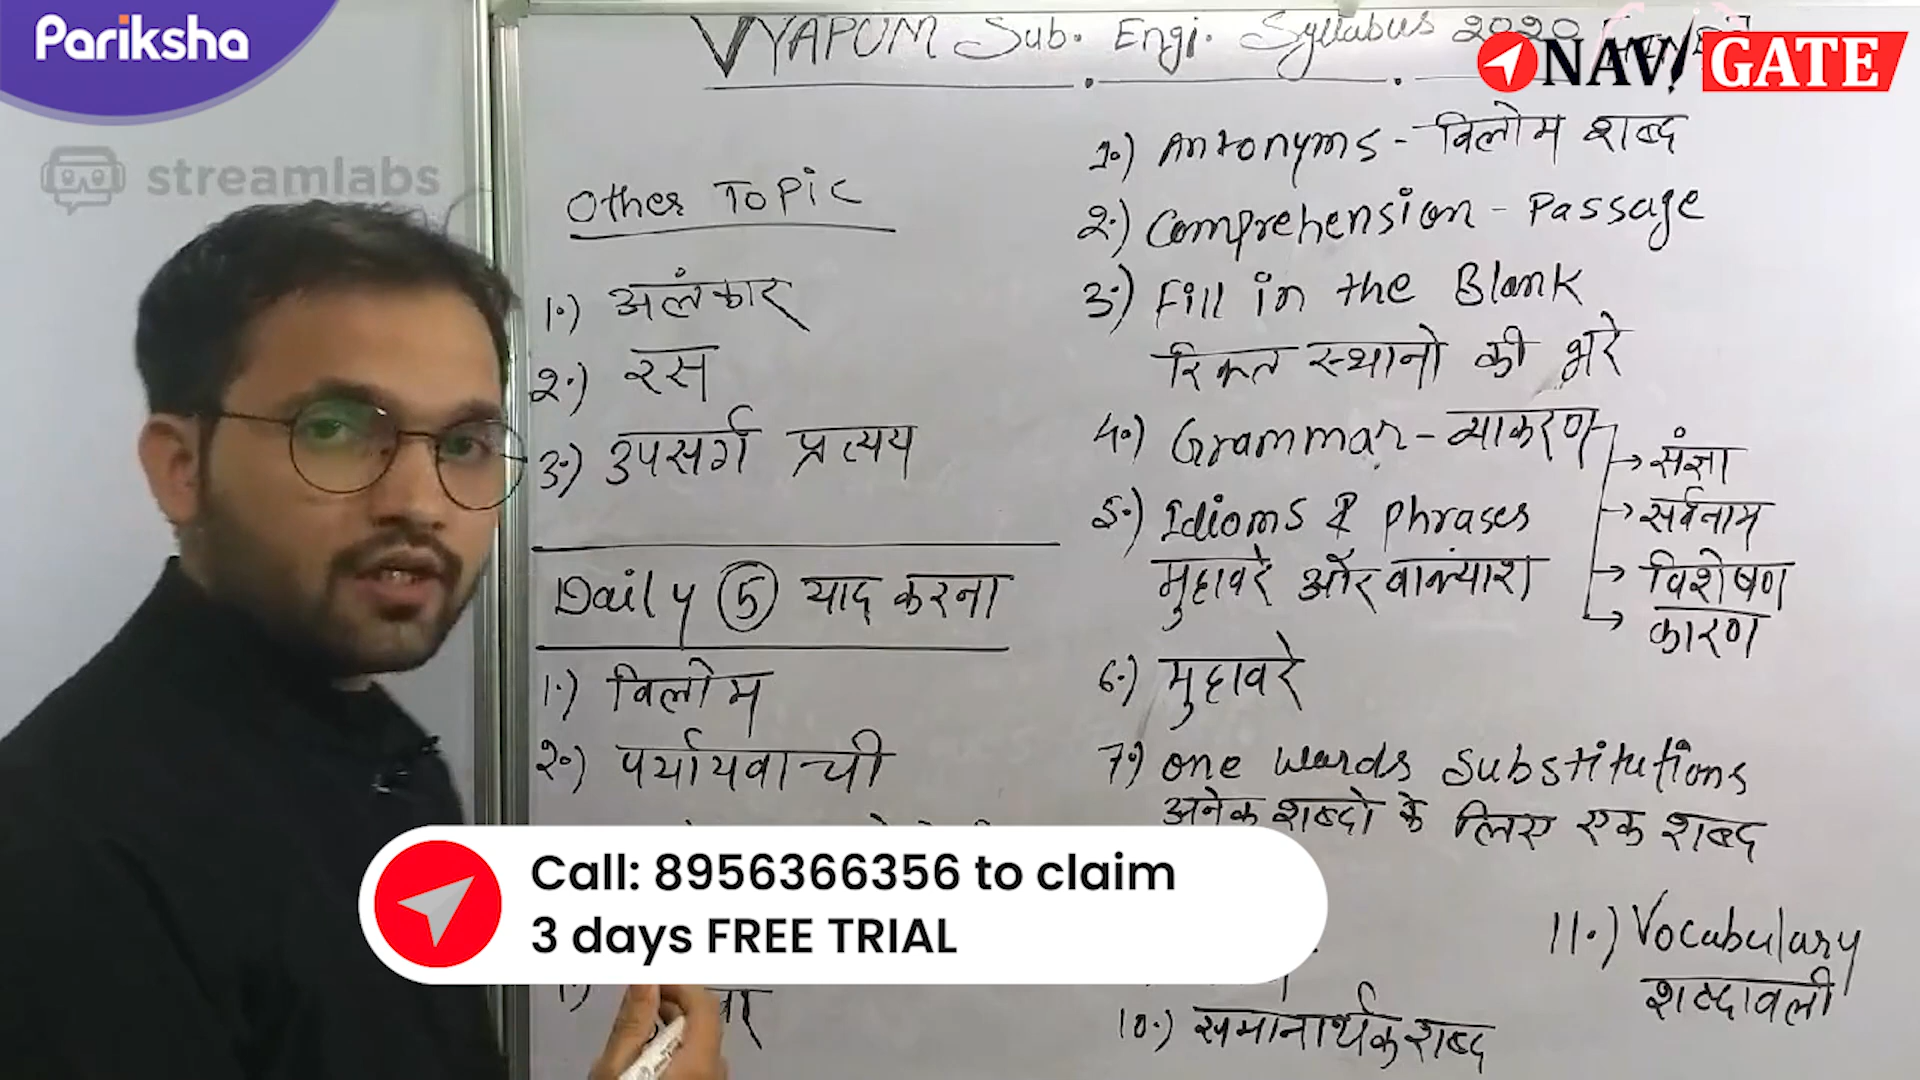 Pariksha
streamlabs
NAVIGATE
VYAPUM Sub. Engi. Syllabus 2020
Other Topic
1.) अलंकार
2.) रस
3.) उपसर्ग प्रत्यय
Daily 5 याद करना
1.) विलोम
2.) पर्यायवाची
1.) Antonyms - विलोम शब्द
2.) Comprehension - Passage
3.) Fill in the Blank
रिक्त स्थानो की भरे
4.) Grammar - व्याकरण
→ संज्ञा
→ सर्वनाम
→ विशेषण
→ कारण
5.) Idioms & Phrases
मुहावरे और वाक्यांश
6.) मुहावरे
7.) One words Substitutions
अनेक शब्दो के लिए एक शब्द
10.) समानार्थक शब्द
11.) Vocabulary
शब्दावली
Call: 8956366356 to claim
3 days FREE TRIAL